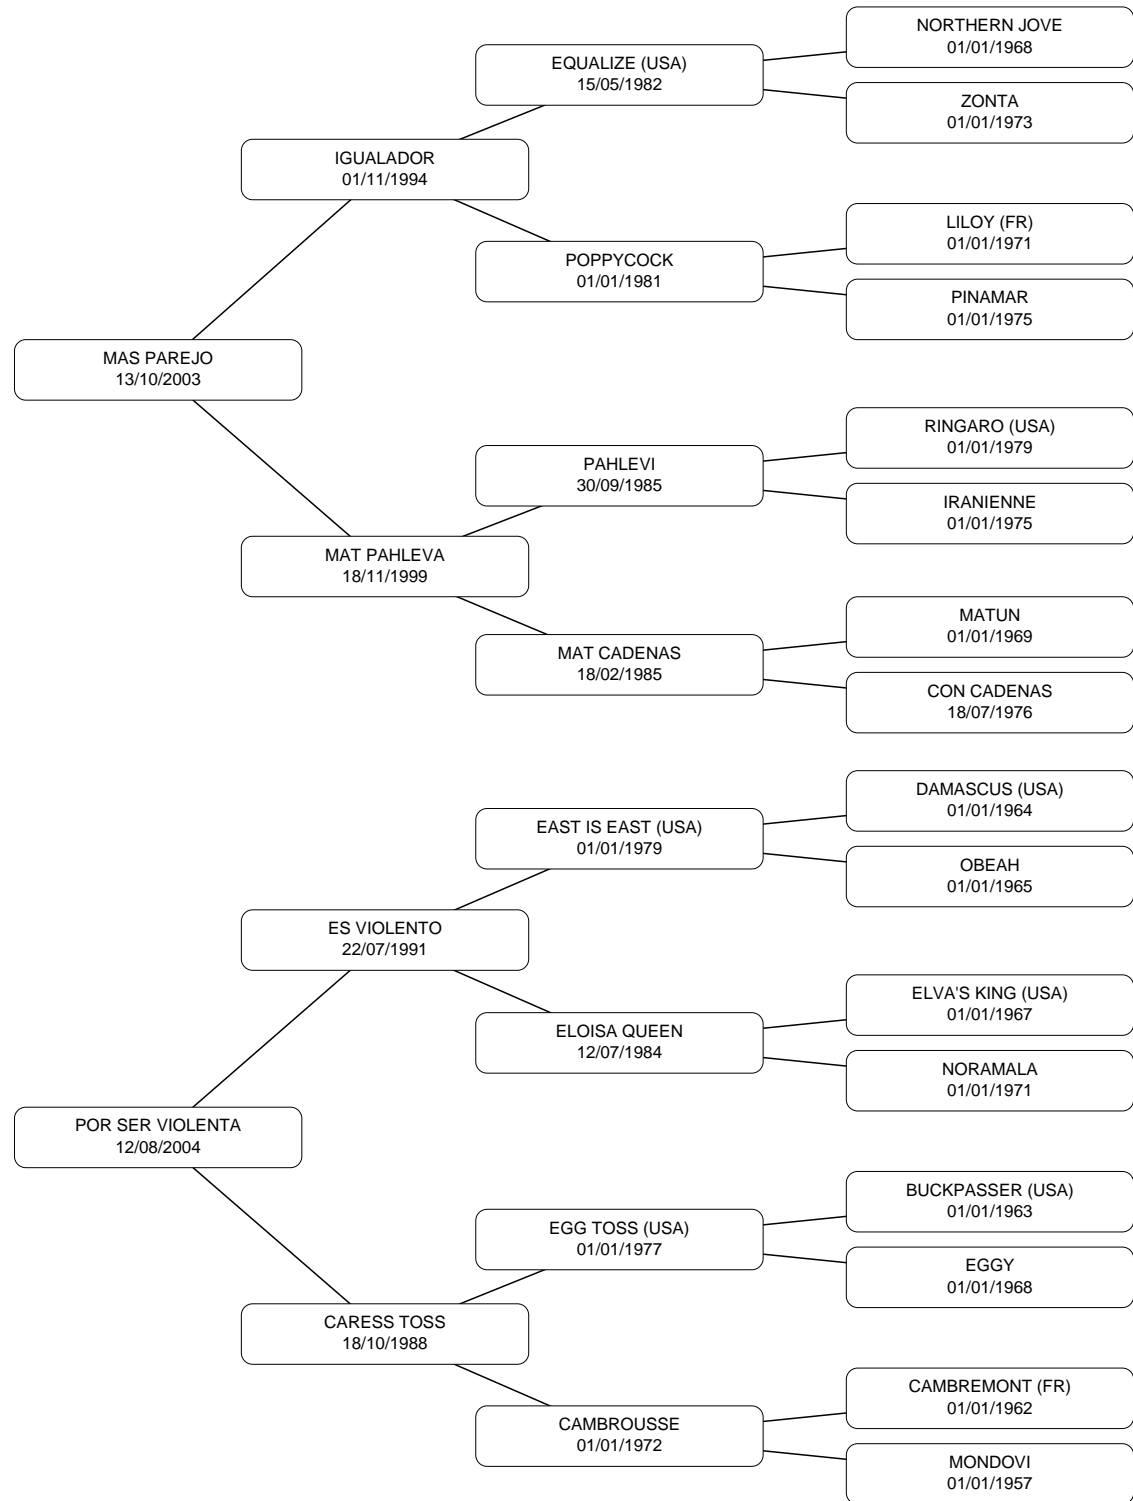 NORTHERN JOVE
01/01/1968
EQUALIZE (USA)
15/05/1982
ZONTA
01/01/1973
IGUALADOR
01/11/1994
LILOY (FR)
01/01/1971
POPPYCOCK
01/01/1981
PINAMAR
01/01/1975
MAS PAREJO
13/10/2003
RINGARO (USA)
01/01/1979
PAHLEVI
30/09/1985
IRANIENNE
01/01/1975
MAT PAHLEVA
18/11/1999
MATUN
01/01/1969
MAT CADENAS
18/02/1985
CON CADENAS
18/07/1976
DAMASCUS (USA)
01/01/1964
EAST IS EAST (USA)
01/01/1979
OBEAH
01/01/1965
ES VIOLENTO
22/07/1991
ELVA'S KING (USA)
01/01/1967
ELOISA QUEEN
12/07/1984
NORAMALA
01/01/1971
POR SER VIOLENTA
12/08/2004
BUCKPASSER (USA)
01/01/1963
EGG TOSS (USA)
01/01/1977
EGGY
01/01/1968
CARESS TOSS
18/10/1988
CAMBREMONT (FR)
01/01/1962
CAMBROUSSE
01/01/1972
MONDOVI
01/01/1957